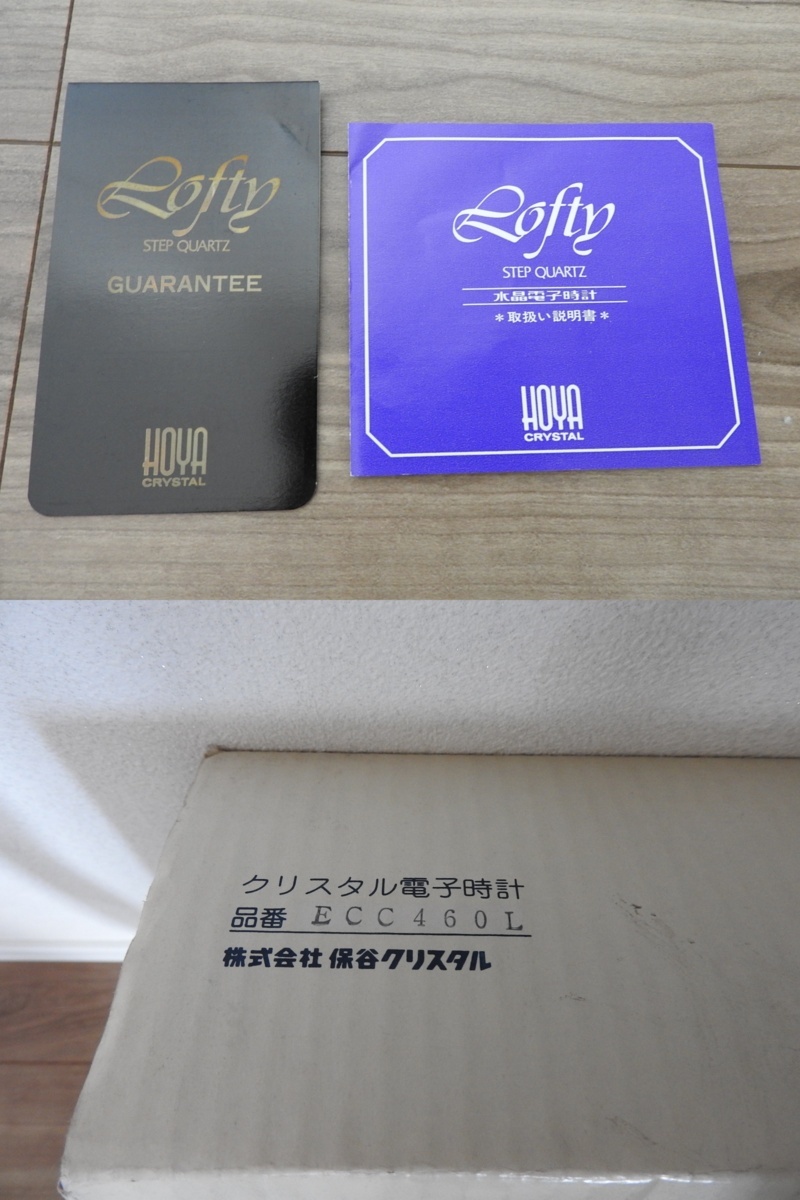 Lofty
STEP QUARTZ
GUARANTEE
HOYA
CRYSTAL
Lofty
STEP QUARTZ
水晶電子時計
＊取扱い説明書＊
HOYA
CRYSTAL
クリスタル電子時計
品番 ECC460L
株式会社 保谷クリスタル